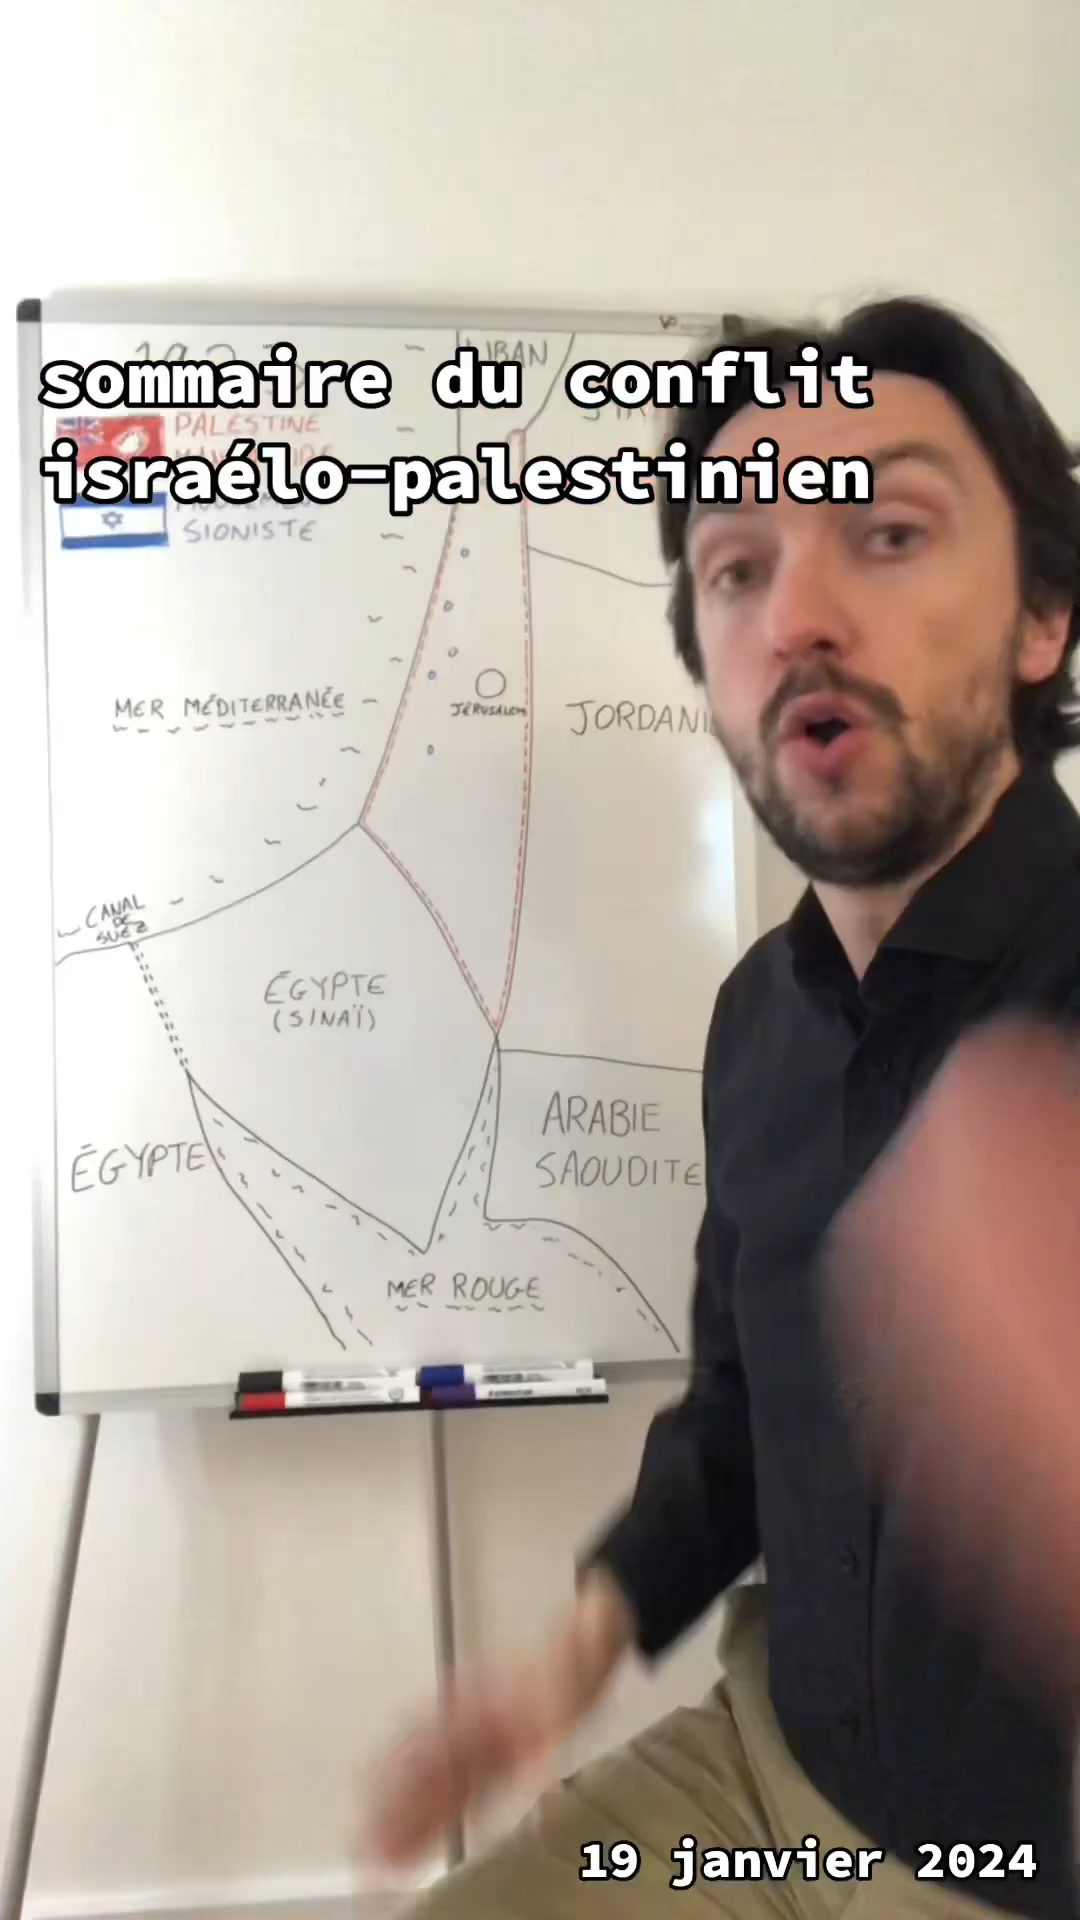 sommaire du conflit
israélo-palestinien
LIBAN
PALESTINE
SIONISTE
MER MÉDITERRANÉE
JÉRUSALEM
JORDANI
CANAL
DE
SUEZ
ÉGYPTE
(SINAÏ)
ARABIE
SAOUDITE
ÉGYPTE
MER ROUGE
19 janvier 2024